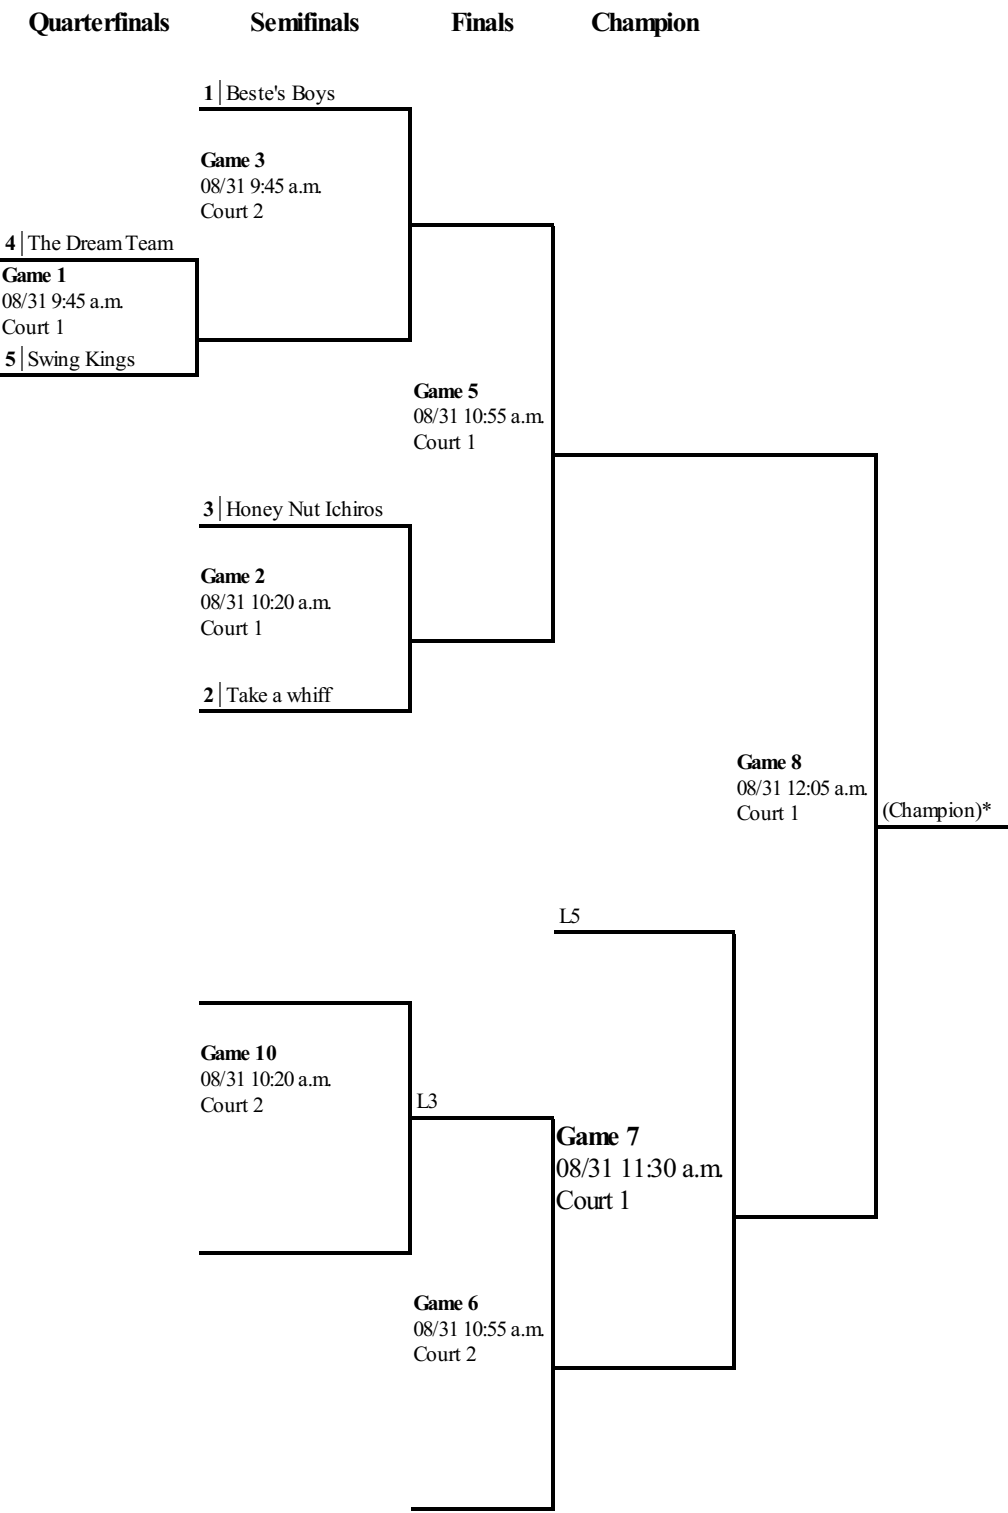 Quarterfinals Semifinals Finals Champion
1 Beste's Boys
Game 3
08/31 9:45 a.m.
Court 2
4 The Dream Team
Game 1
08/31 9:45 a.m.
Court 1
5 Swing Kings
Game 5
08/31 10:55 a.m.
Court 1
3 Honey Nut Ichiros
Game 2
08/31 10:20 a.m.
Court 1
2 Take a whiff
Game 8
08/31 12:05 a.m.
Court 1
(Champion)*
L5
Game 10
08/31 10:20 a.m.
Court 2
L3
Game 7
08/31 11:30 a.m.
Court 1
Game 6
08/31 10:55 a.m.
Court 2